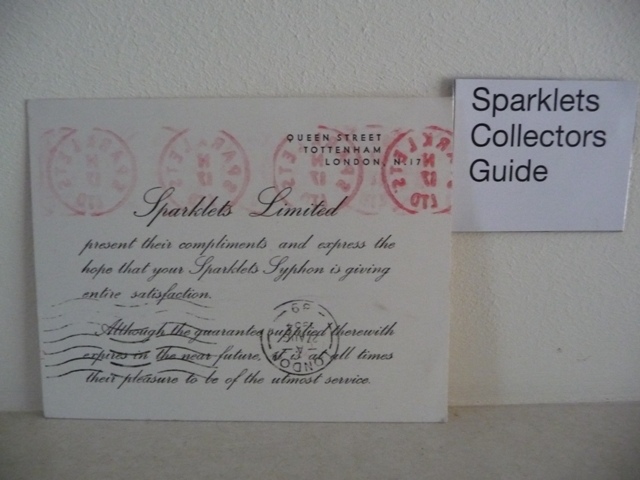 QUEEN STREET
TOTTENHAM
LONDON, N.17
Sparklets Limited
present their compliments and express the
hope that your Sparklets Syphon is giving
entire satisfaction.
Although the guarantee supplied therewith
expires in the near future, it is at all times
their pleasure to be of the utmost service.
LONDON
Sparklets
Collectors
Guide